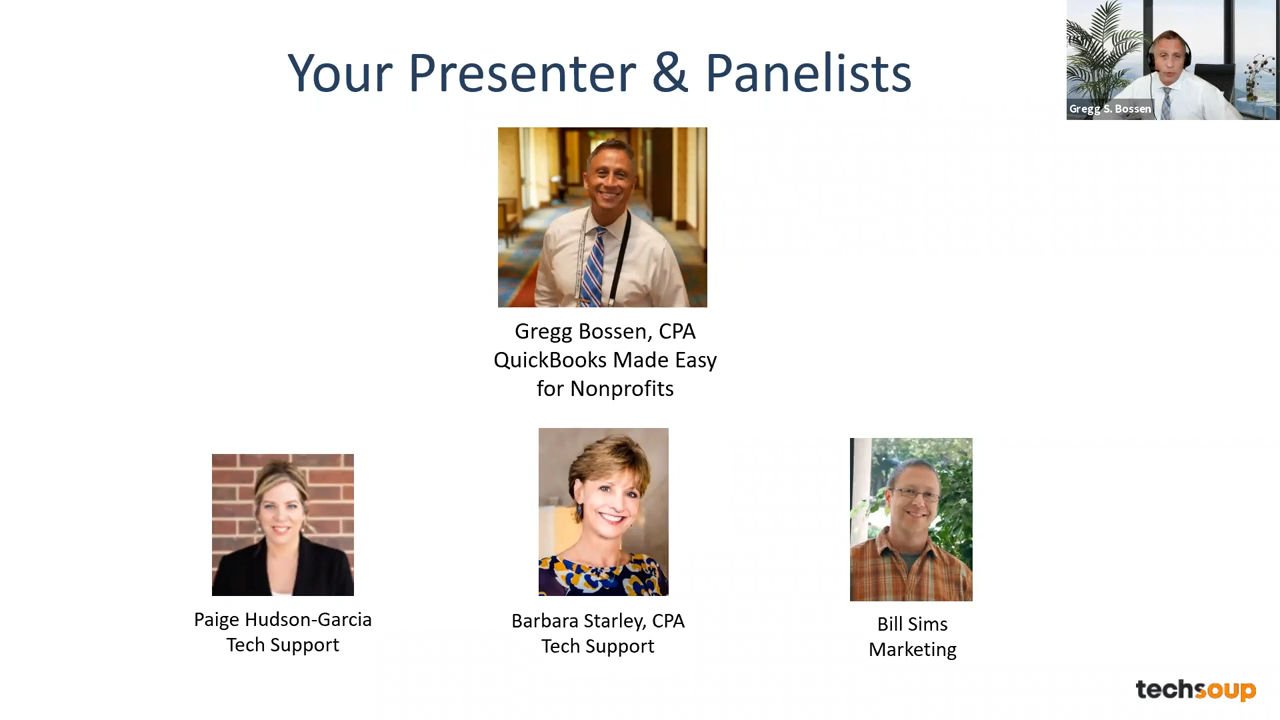 Your Presenter & Panelists
Gregg S. Bossen
Gregg Bossen, CPA
QuickBooks Made Easy
for Nonprofits
Paige Hudson-Garcia
Tech Support
Barbara Starley, CPA
Tech Support
Bill Sims
Marketing
techsoup